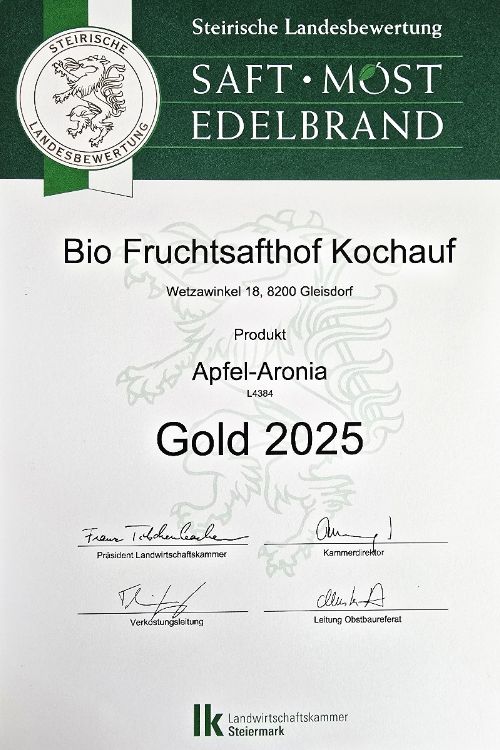 STEIRISCHE
LANDESBEWERTUNG
Steirische Landesbewertung
SAFT • MOST
EDELBRAND
Bio Fruchtsafthof Kochauf
Wetzawinkel 18, 8200 Gleisdorf
Produkt
Apfel-Aronia
L4384
Gold 2025
Präsident Landwirtschaftskammer
Kammerdirektor
Verkostungsleitung
Leitung Obstbaureferat
lk Landwirtschaftskammer
Steiermark